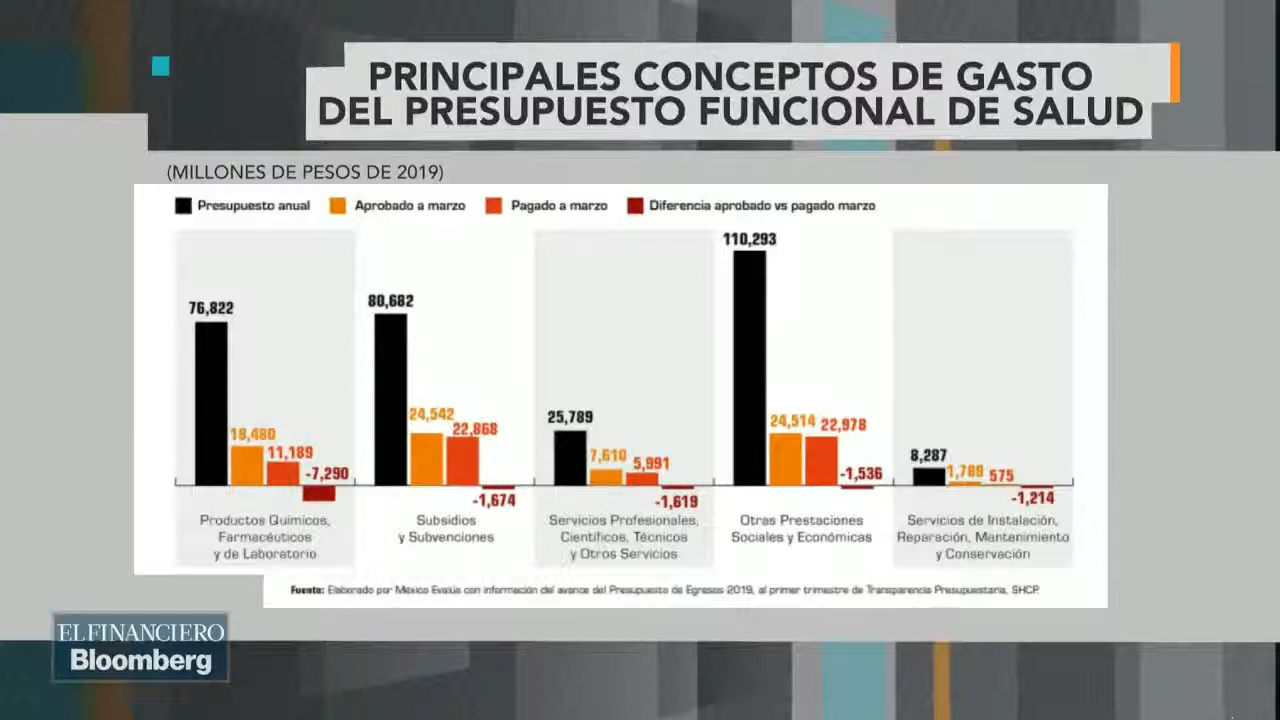 PRINCIPALES CONCEPTOS DE GASTO
DEL PRESUPUESTO FUNCIONAL DE SALUD
(MILLONES DE PESOS DE 2019)
Presupuesto anual Aprobado a marzo Pagado a marzo Diferencia aprobado vs pagado marzo
76,822
18,480
11,189
-7,290
Productos Químicos,
Farmacéuticos
y de Laboratorio
80,682
24,542
22,868
-1,674
Subsidios
y Subvenciones
25,789
7,610
5,991
-1,619
Servicios Profesionales,
Científicos, Técnicos
y Otros Servicios
110,293
24,514
22,978
-1,536
Otras Prestaciones
Sociales y Económicas
8,287
1,789
575
-1,214
Servicios de Instalación,
Reparación, Mantenimiento
y Conservación
Fuente: Elaborado por México Evalúa con información del avance del Presupuesto de Egresos 2019, al primer trimestre de Transparencia Presupuestaria, SHCP.
EL FINANCIERO
Bloomberg